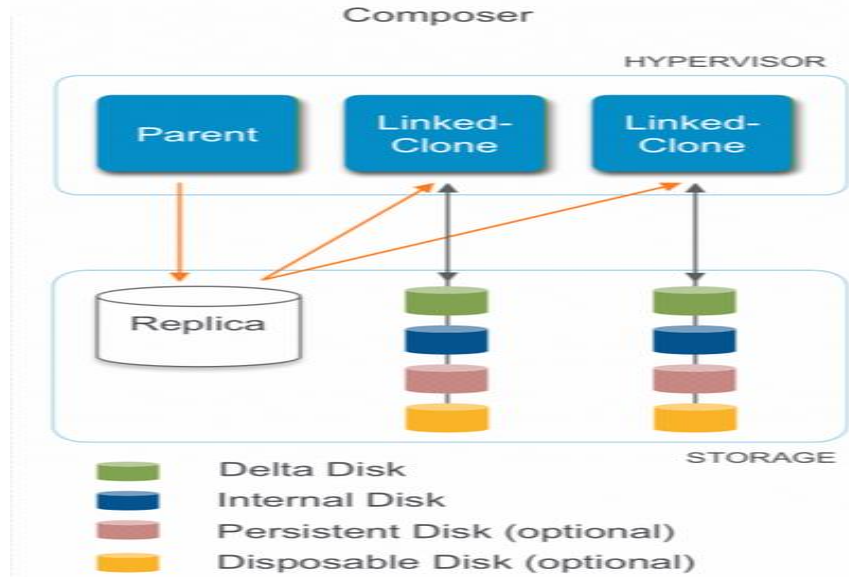 Composer
HYPERVISOR
Parent
Linked-
Clone
Linked-
Clone
Replica
STORAGE
Delta Disk
Internal Disk
Persistent Disk (optional)
Disposable Disk (optional)